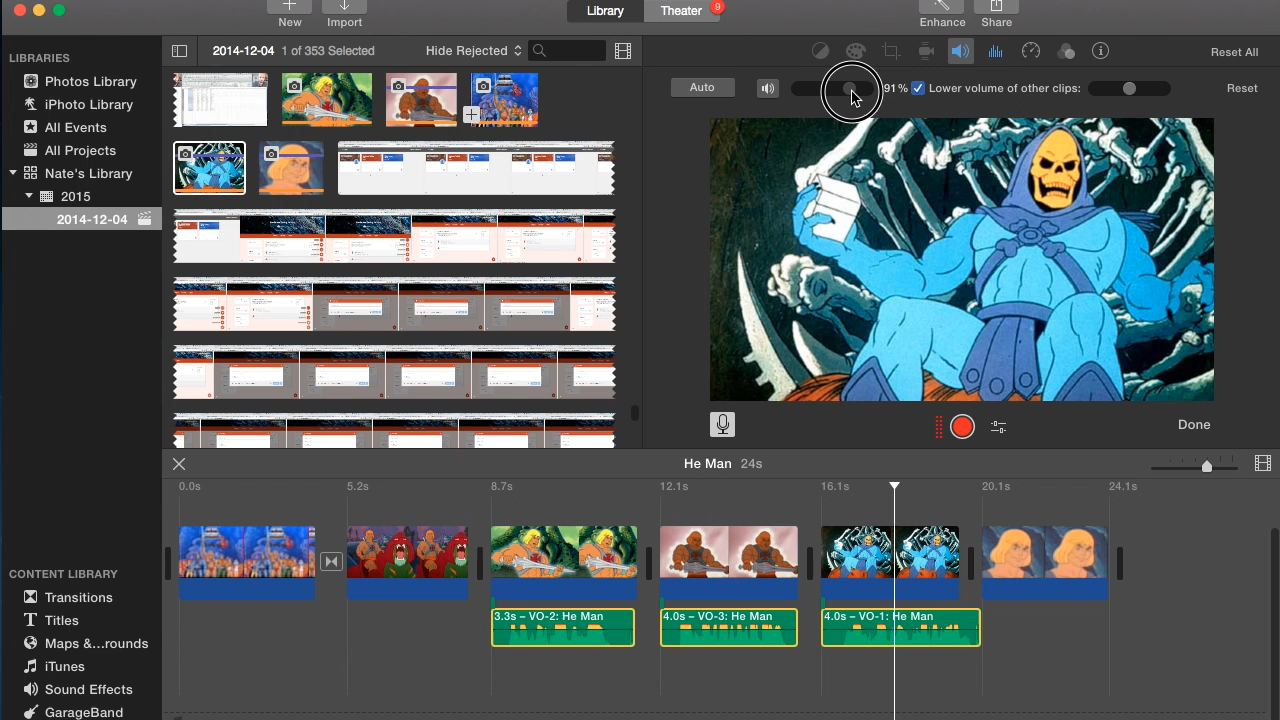 Library
Theater
9
New
Import
Enhance
Share
LIBRARIES
2014-12-04 1 of 353 Selected
Hide Rejected
Reset All
Photos Library
iPhoto Library
All Events
All Projects
Nate's Library
2015
2014-12-04
Auto
91 %
Lower volume of other clips:
Reset
Done
He Man 24s
0.0s
5.2s
8.7s
12.1s
16.1s
20.1s
24.1s
CONTENT LIBRARY
Transitions
Titles
Maps &...rounds
iTunes
Sound Effects
GarageBand
3.3s – VO-2: He Man
4.0s – VO-3: He Man
4.0s – VO-1: He Man